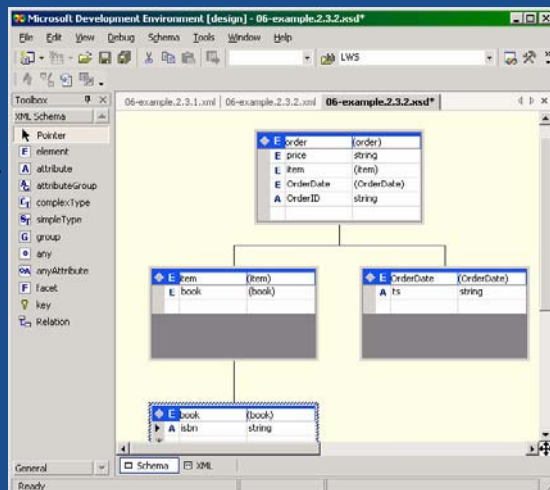 Microsoft Development Environment [design] - 06-example.2.3.2.xsd*
File Edit View Debug Schema Tools Window Help
LWS
Toolbox
XML Schema
Pointer
E element
A attribute
attributeGroup
CT complexType
ST simpleType
G group
any
anyAttribute
F facet
key
Relation
General
06-example.2.3.1.xml 06-example.2.3.2.xml 06-example.2.3.2.xsd*
E order (order)
E price string
E item (item)
E OrderDate (OrderDate)
A OrderID string
E item (item)
E book (book)
E OrderDate (OrderDate)
A ts string
E book (book)
A isbn string
Schema XML
Ready